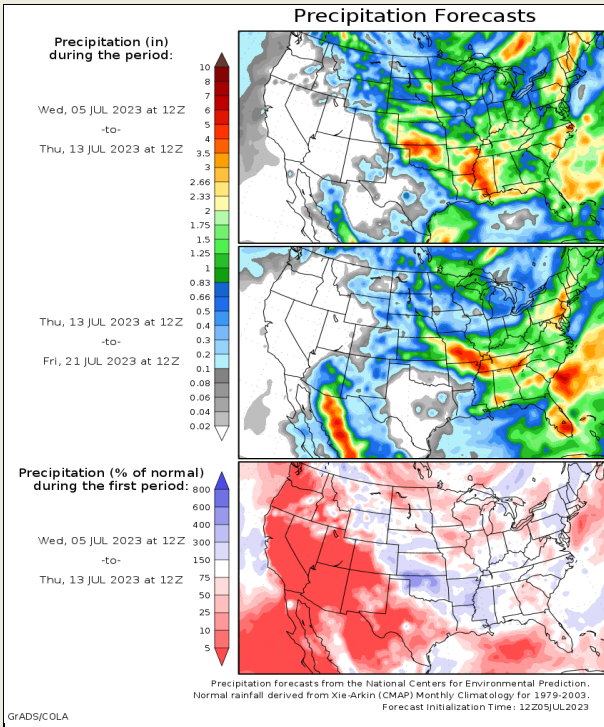 Precipitation Forecasts
Precipitation (in)
during the period:
Wed, 05 JUL 2023 at 12Z
-to-
Thu, 13 JUL 2023 at 12Z
10
8
7
6
5
4
3.5
3
2.66
2.33
2
1.75
1.5
1.25
1
0.83
0.66
0.5
0.4
0.3
0.2
0.1
0.08
0.06
0.04
0.02
Thu, 13 JUL 2023 at 12Z
-to-
Fri, 21 JUL 2023 at 12Z
Precipitation (% of normal)
during the first period:
Wed, 05 JUL 2023 at 12Z
-to-
Thu, 13 JUL 2023 at 12Z
800
600
400
300
150
75
50
25
10
5
Precipitation forecasts from the National Centers for Environmental Prediction.
Normal rainfall derived from Xie-Arkin (CMAP) Monthly Climatology for 1979-2003.
Forecast Initialization Time: 12Z05JUL2023
GrADS/COLA